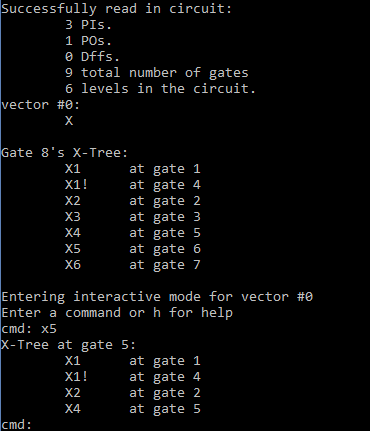 Successfully read in circuit:
3 PIs.
1 POs.
0 Dffs.
9 total number of gates
6 levels in the circuit.
vector #0:
X
Gate 8's X-Tree:
X1 at gate 1
X1! at gate 4
X2 at gate 2
X3 at gate 3
X4 at gate 5
X5 at gate 6
X6 at gate 7
Entering interactive mode for vector #0
Enter a command or h for help
cmd: x5
X-Tree at gate 5:
X1 at gate 1
X1! at gate 4
X2 at gate 2
X4 at gate 5
cmd: